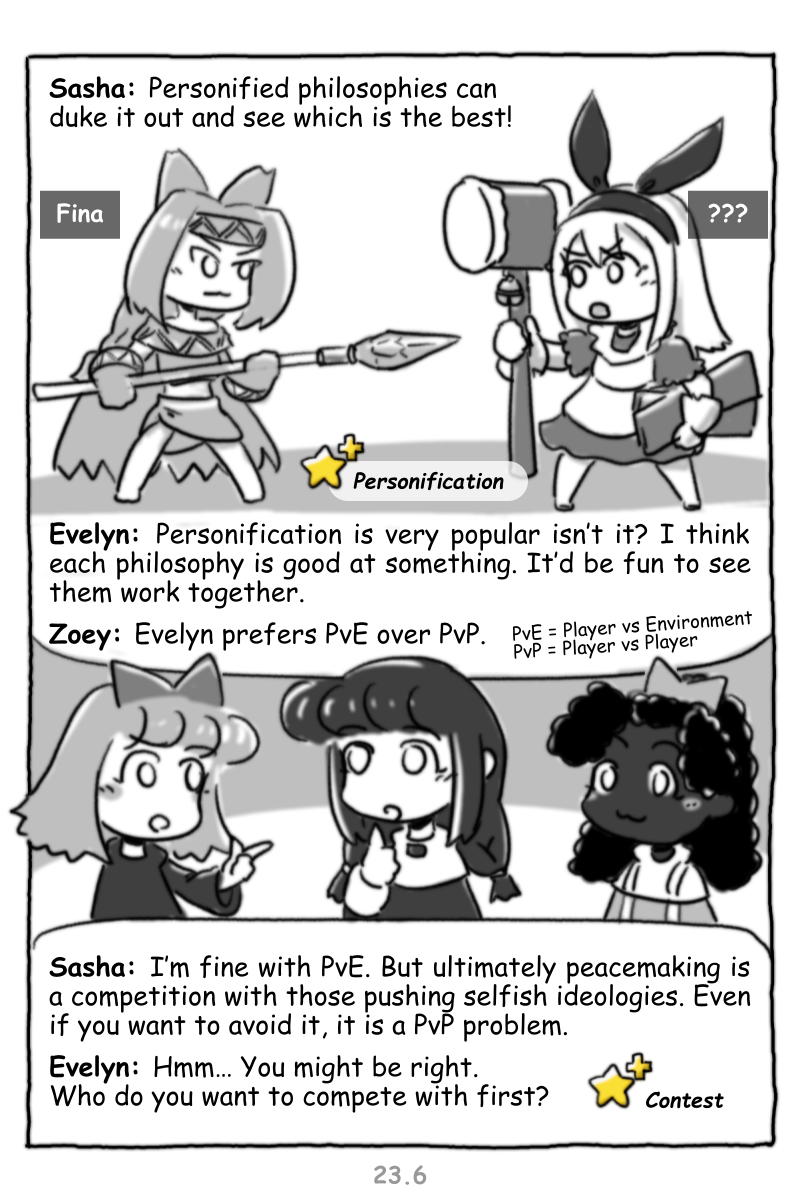 Sasha: Personified philosophies can
duke it out and see which is the best!
Fina
???
Personification
Evelyn: Personification is very popular isn't it? I think
each philosophy is good at something. It'd be fun to see
them work together.
Zoey: Evelyn prefers PvE over PvP.
PvE = Player vs Environment
PvP = Player vs Player
Sasha: I'm fine with PvE. But ultimately peacemaking is
a competition with those pushing selfish ideologies. Even
if you want to avoid it, it is a PvP problem.
Evelyn: Hmm... You might be right.
Who do you want to compete with first?
Contest
23.6